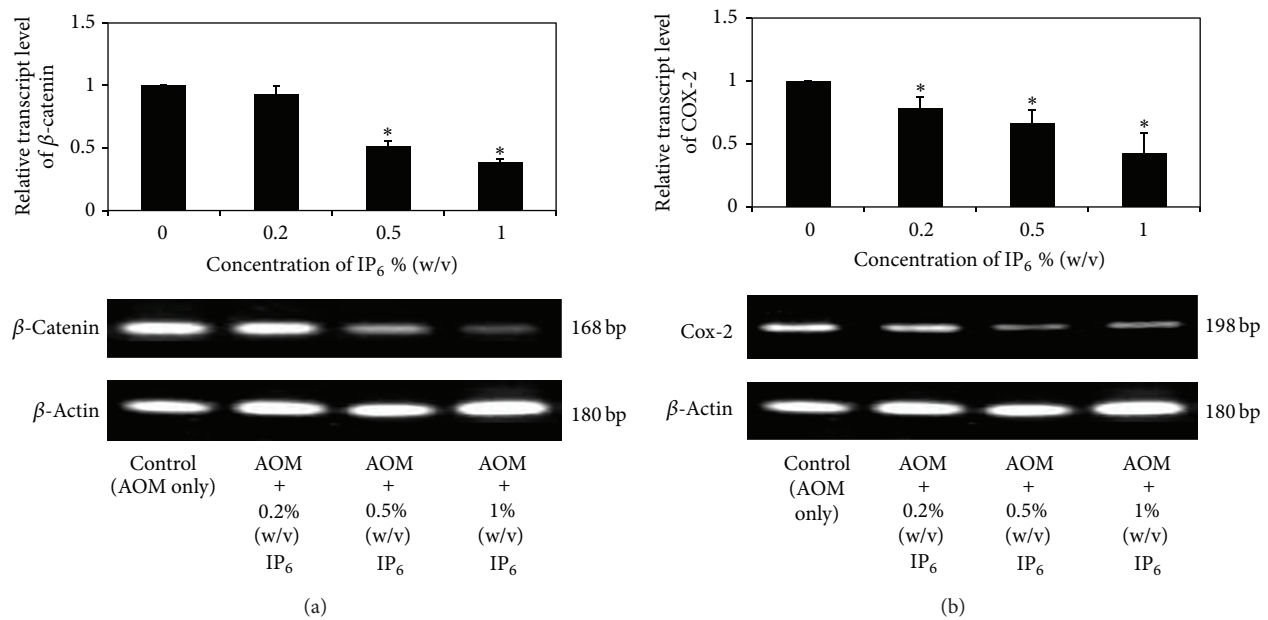 Relative transcript level
of β-catenin
1.5
1
0.5
0
*
*
0
0.2
0.5
1
Concentration of IP₆ % (w/v)
β-Catenin
168 bp
β-Actin
180 bp
Control
(AOM only)
AOM
+
0.2%
(w/v)
IP₆
AOM
+
0.5%
(w/v)
IP₆
AOM
+
1%
(w/v)
IP₆
(a)
Relative transcript level
of COX-2
1.5
1
0.5
0
*
*
*
0
0.2
0.5
1
Concentration of IP₆ % (w/v)
Cox-2
198 bp
β-Actin
180 bp
Control
(AOM
only)
AOM
+
0.2%
(w/v)
IP₆
AOM
+
0.5%
(w/v)
IP₆
AOM
+
1%
(w/v)
IP₆
(b)